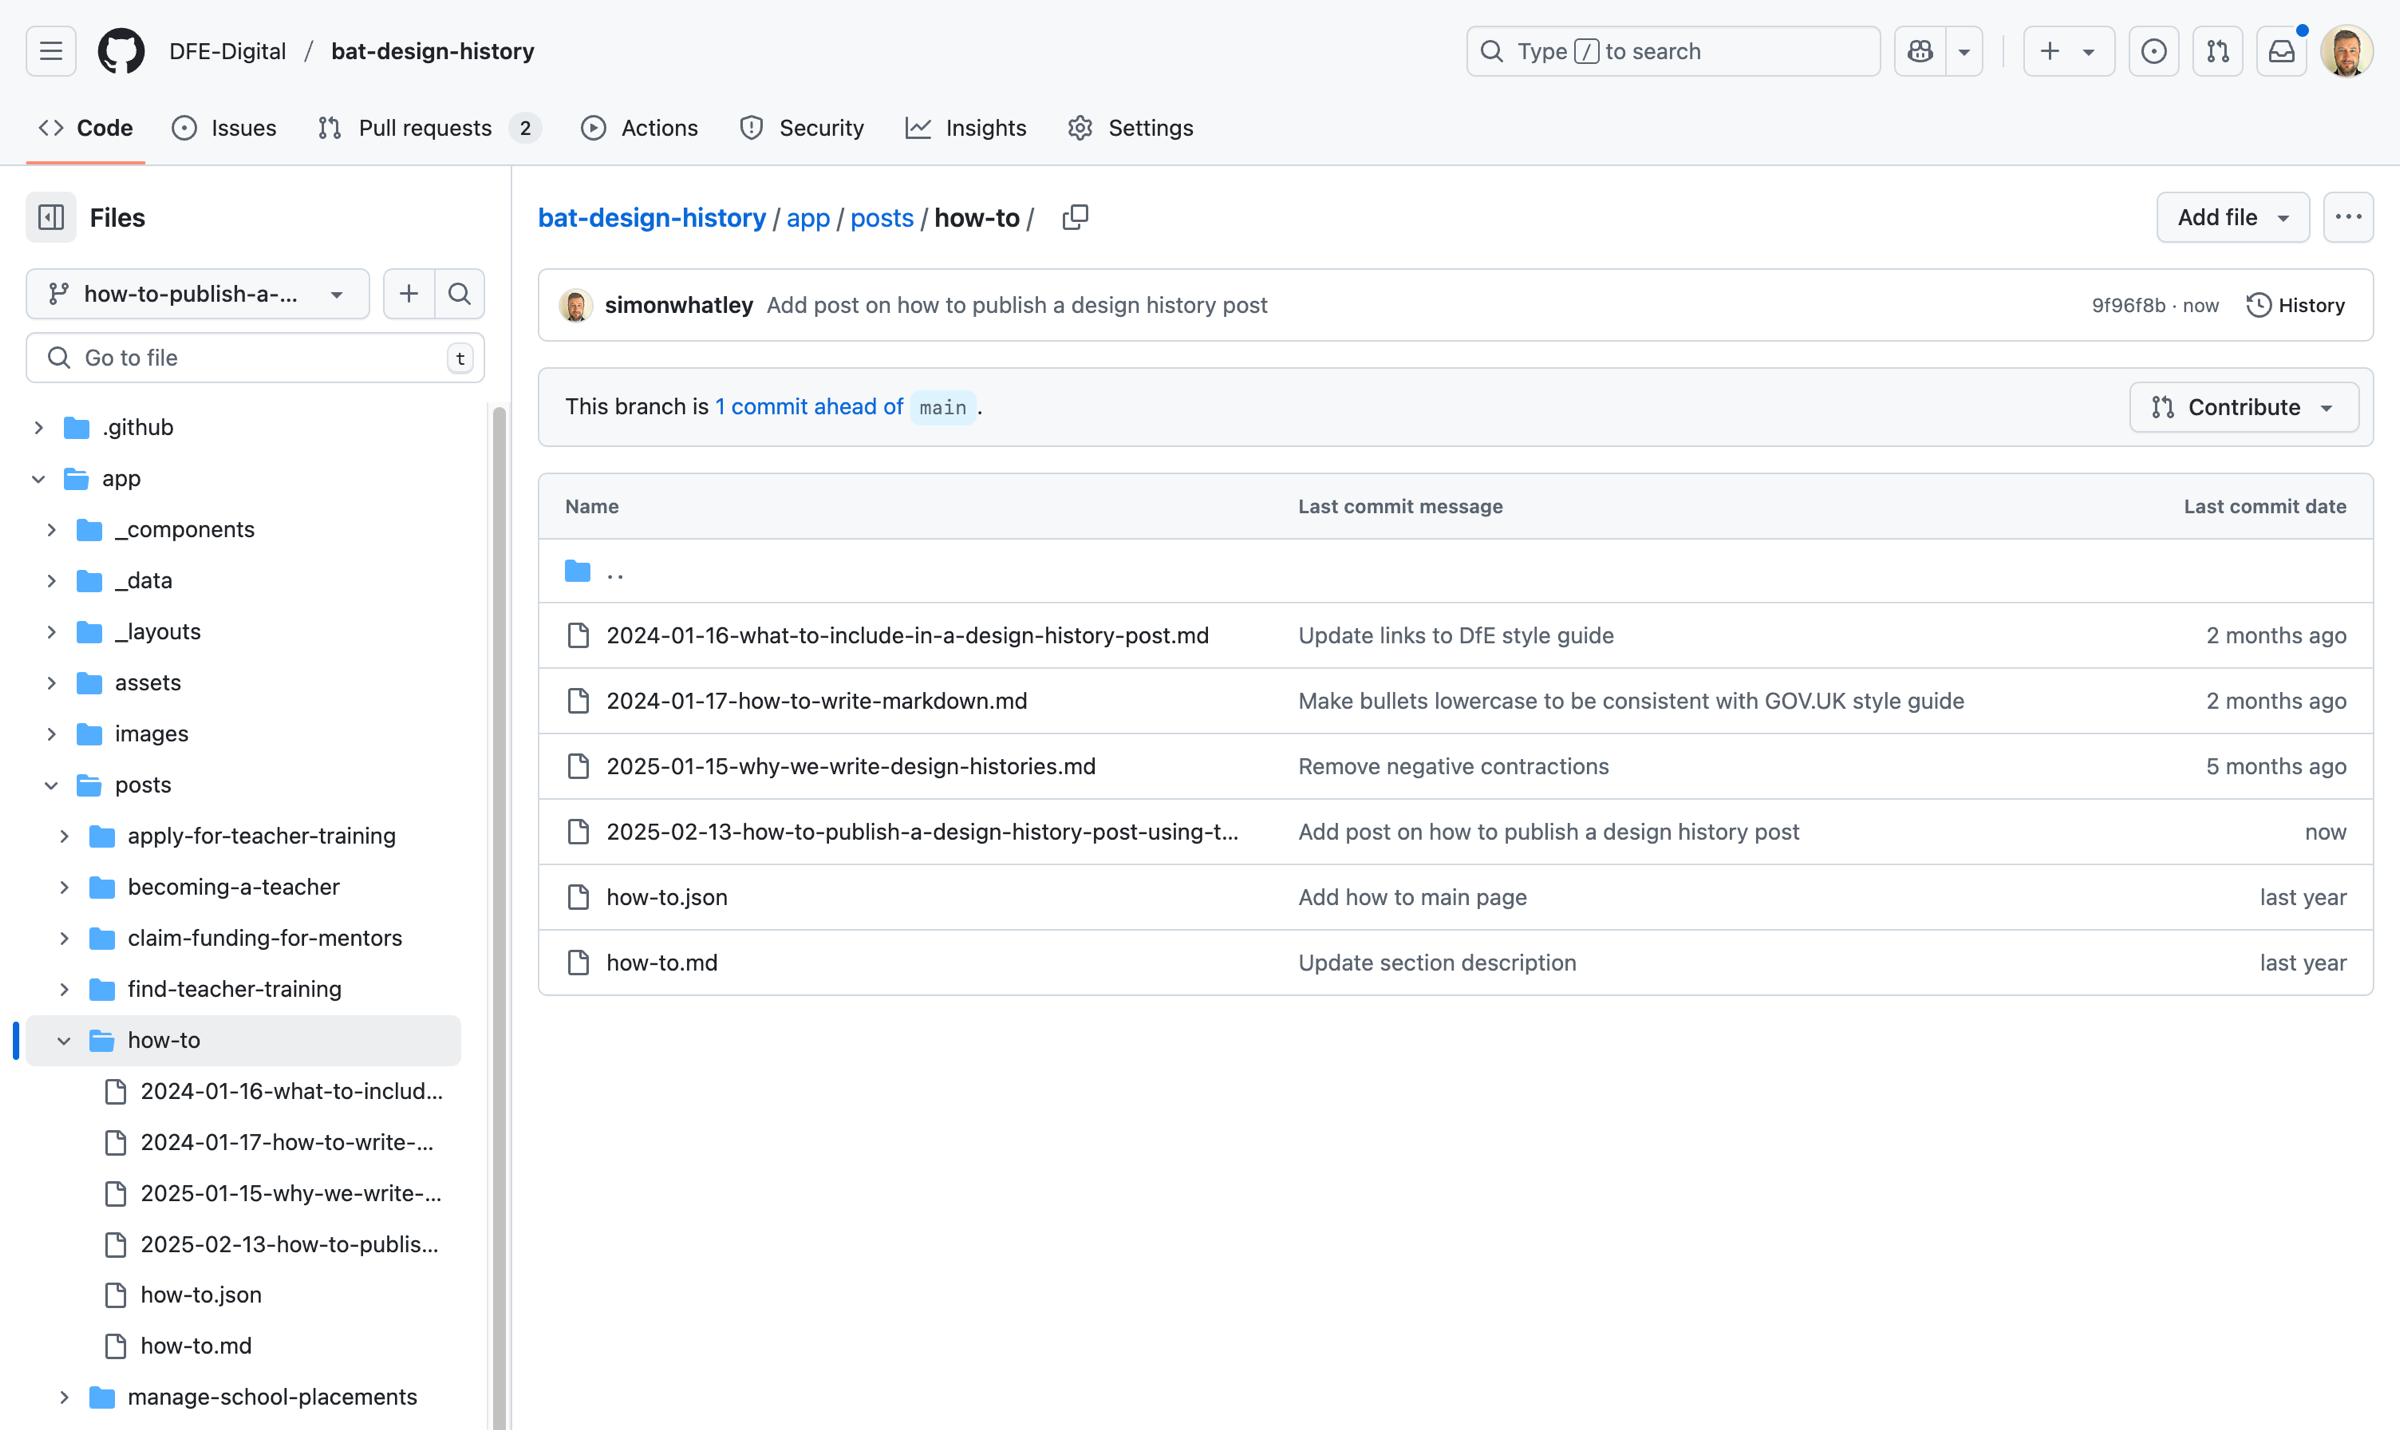 DFE-Digital / bat-design-history
Type / to search
Code
Issues
Pull requests 2
Actions
Security
Insights
Settings
Files
how-to-publish-a-...
Go to file
t
.github
app
_components
_data
_layouts
assets
images
posts
apply-for-teacher-training
becoming-a-teacher
claim-funding-for-mentors
find-teacher-training
how-to
2024-01-16-what-to-includ...
2024-01-17-how-to-write-...
2025-01-15-why-we-write-...
2025-02-13-how-to-publis...
how-to.json
how-to.md
manage-school-placements
bat-design-history / app / posts / how-to /
Add file
simonwhatley Add post on how to publish a design history post
9f96f8b · now
History
This branch is 1 commit ahead of main .
Contribute
Name Last commit message Last commit date
..
2024-01-16-what-to-include-in-a-design-history-post.md Update links to DfE style guide 2 months ago
2024-01-17-how-to-write-markdown.md Make bullets lowercase to be consistent with GOV.UK style guide 2 months ago
2025-01-15-why-we-write-design-histories.md Remove negative contractions 5 months ago
2025-02-13-how-to-publish-a-design-history-post-using-t... Add post on how to publish a design history post now
how-to.json Add how to main page last year
how-to.md Update section description last year